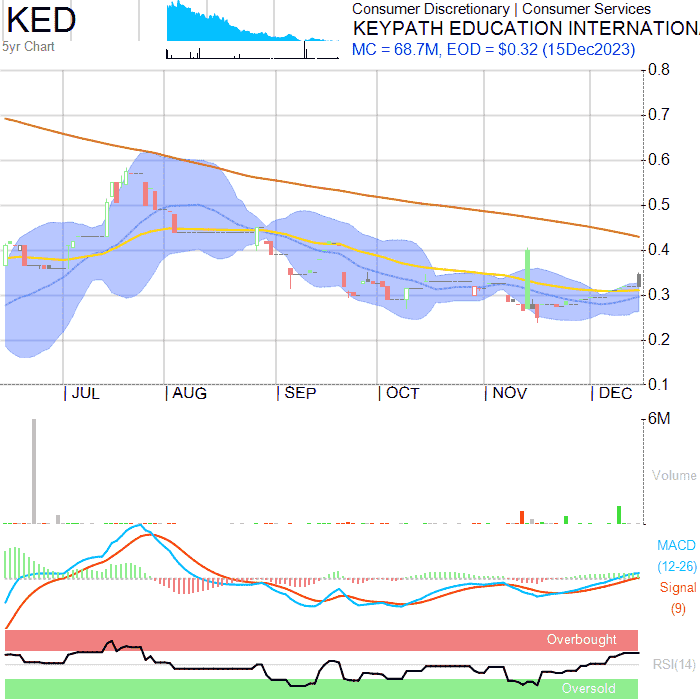 KED
5yr Chart
Consumer Discretionary | Consumer Services
KEYPATH EDUCATION INTERNATION
MC = 68.7M, EOD = $0.32 (15Dec2023)
0.8
0.7
0.6
0.5
0.4
0.3
0.2
0.1
JUL AUG SEP OCT NOV DEC
6M
Volume
MACD
(12-26)
Signal
(9)
Overbought
RSI(14)
Oversold